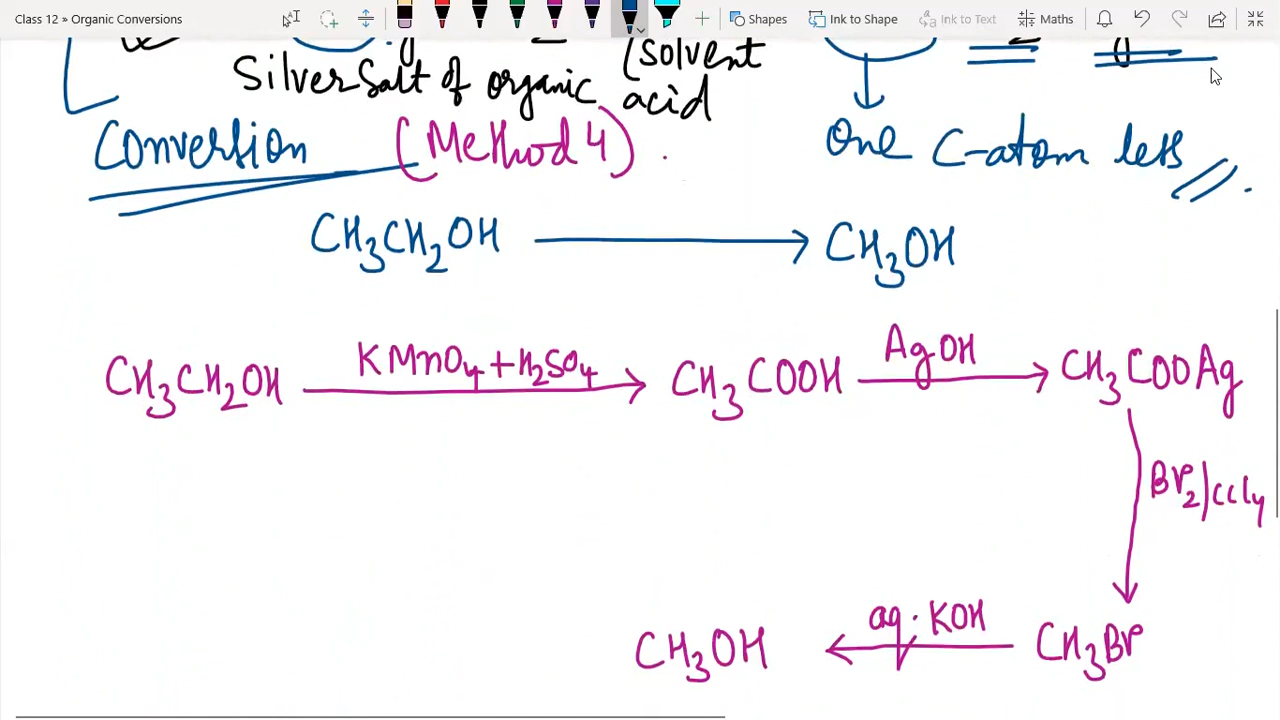 Class 12 » Organic Conversions
Shapes Ink to Shape Ink to Text Maths
(solvent
Silver Salt of organic acid
Conversion (Method 4).
One C-atom less
CH₃CH₂OH → CH₃OH
CH₃CH₂OH KMnO₄+H₂SO₄ → CH₃COOH AgOH → CH₃COOAg
Br₂/CCl₄
CH₃OH ← aq. KOH CH₃Br